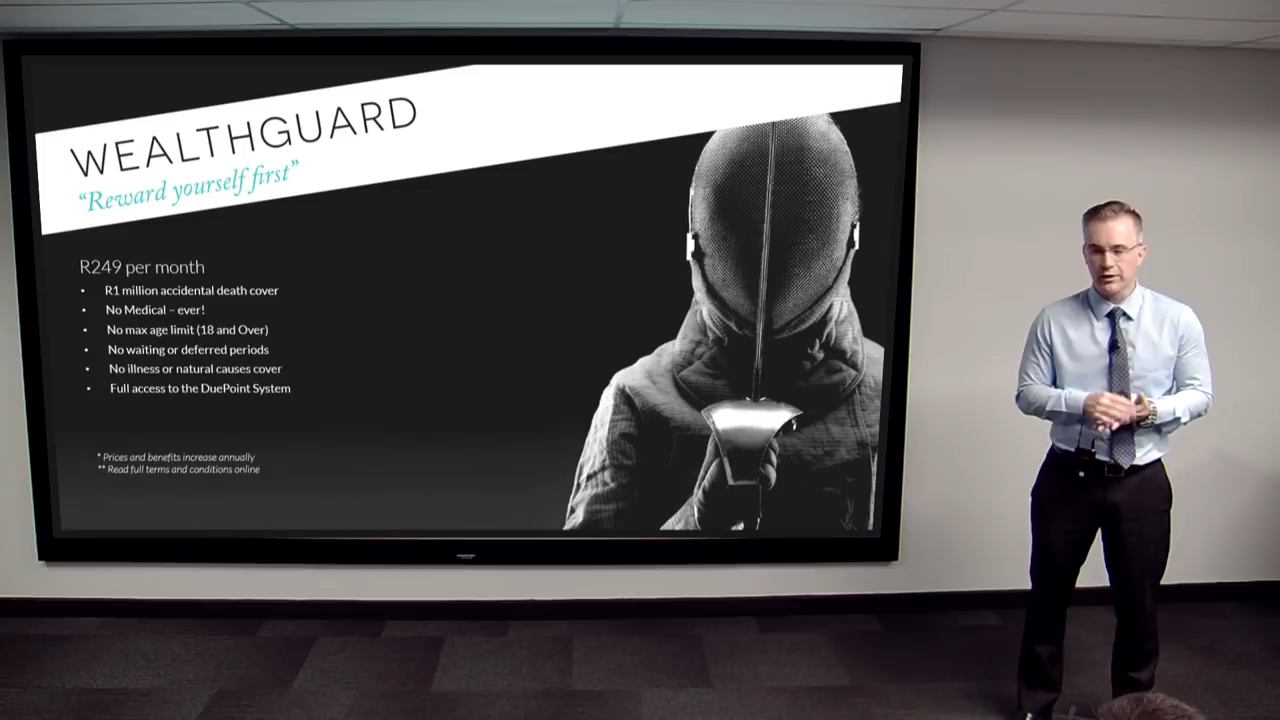 WEALTHGUARD
“Reward yourself first”
R249 per month
• R1 million accidental death cover
• No Medical – ever!
• No max age limit (18 and Over)
• No waiting or deferred periods
• No illness or natural causes cover
• Full access to the DuePoint System
* Prices and benefits increase annually
** Read full terms and conditions online